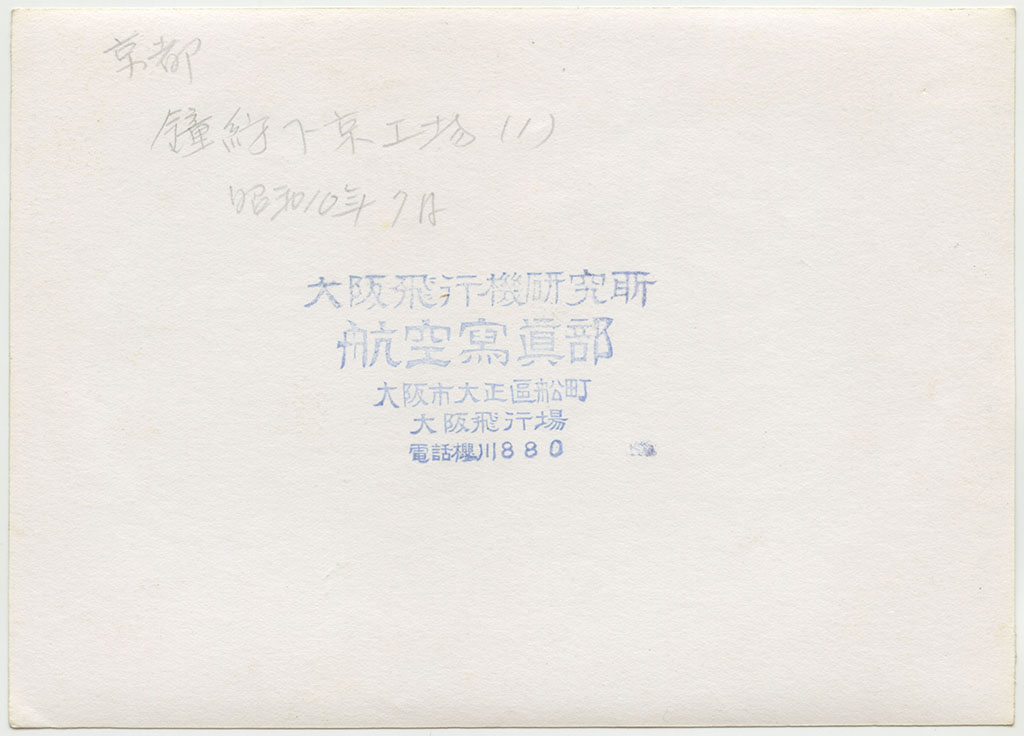 京都
鐘紡下京工場(1)
昭和10年7月
大阪飛行機研究所
航空寫眞部
大阪市大正區船町
大阪飛行場
電話櫻川880